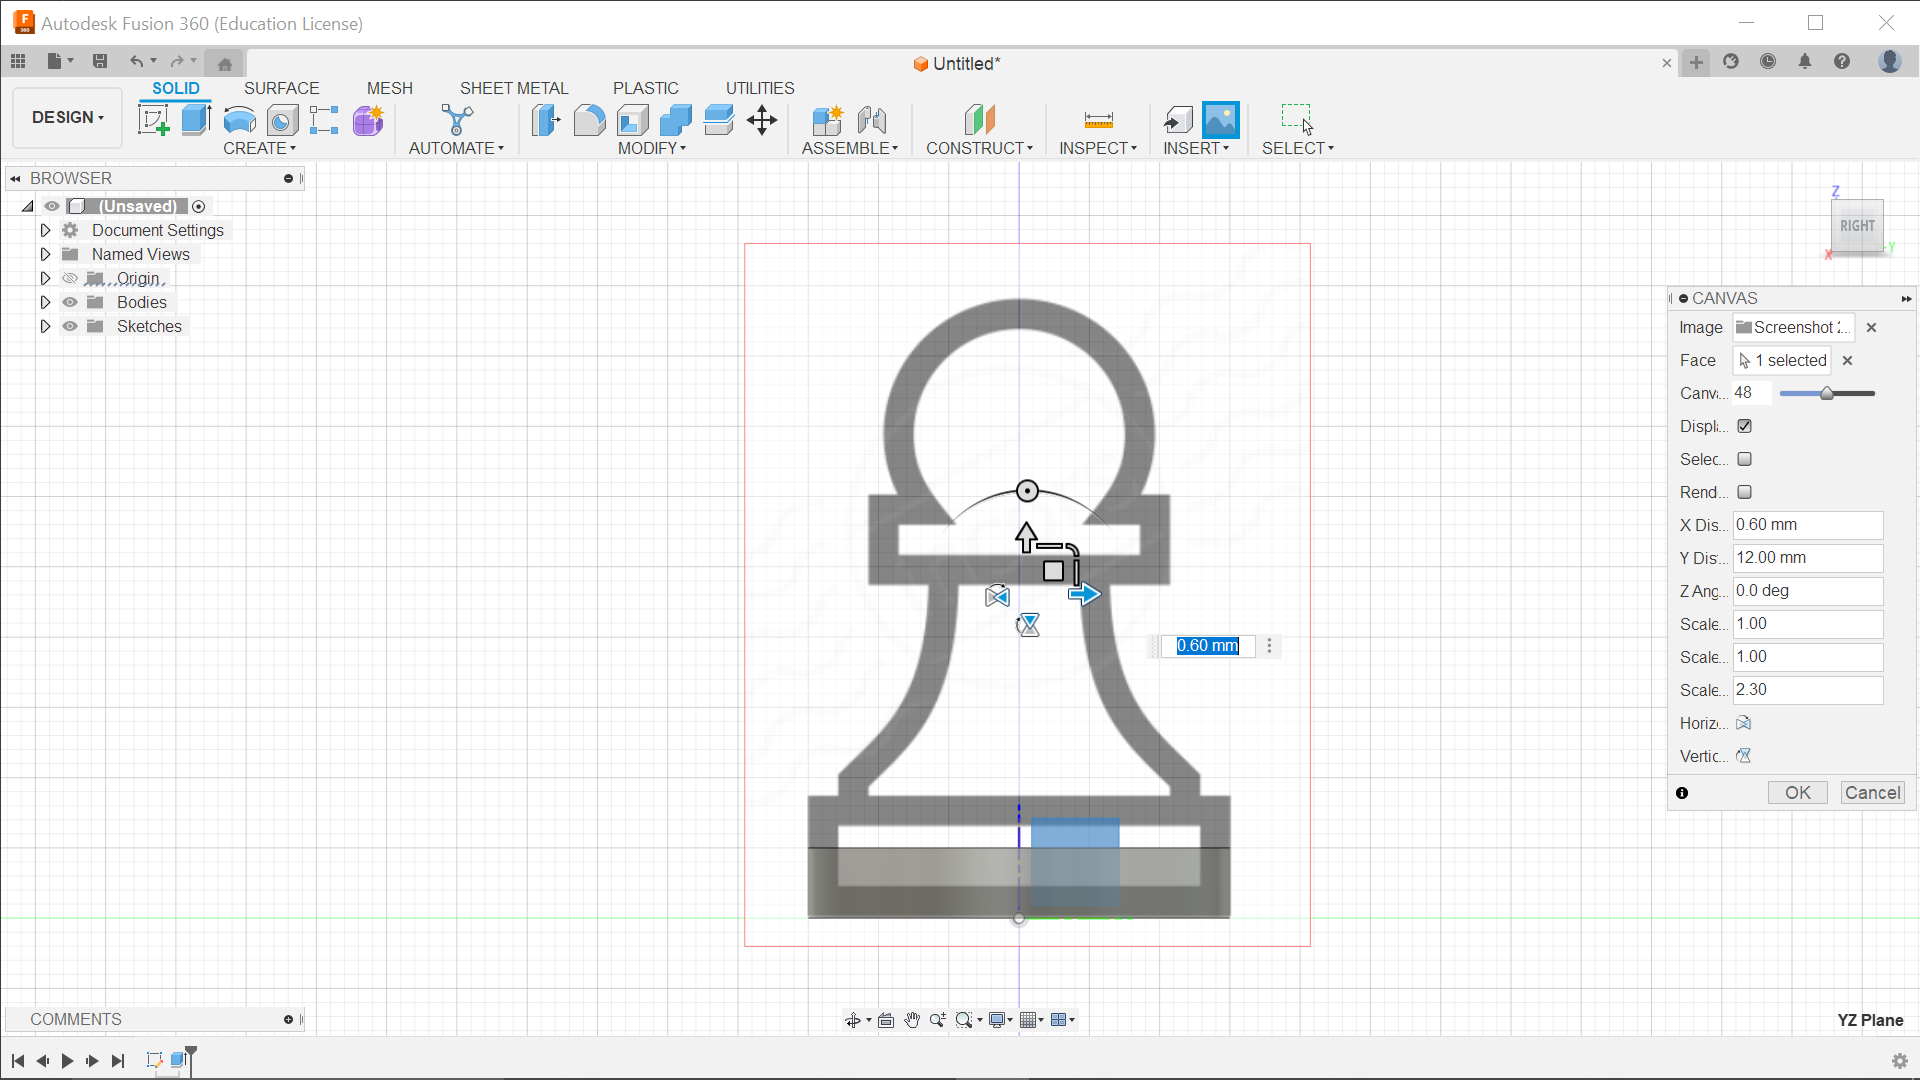 Autodesk Fusion 360 (Education License)
Untitled*
DESIGN
SOLID SURFACE MESH SHEET METAL PLASTIC UTILITIES
CREATE AUTOMATE MODIFY ASSEMBLE CONSTRUCT INSPECT INSERT SELECT
BROWSER
(Unsaved)
Document Settings
Named Views
Origin
Bodies
Sketches
Z
RIGHT
X
Y
CANVAS
Image Screenshot 2...
Face 1 selected
Canv... 48
Displ...
Selec...
Rend...
X Dis... 0.60 mm
Y Dis... 12.00 mm
Z Ang... 0.0 deg
Scale... 1.00
Scale... 1.00
Scale... 2.30
Horiz...
Vertic...
OK Cancel
0.60 mm
COMMENTS
YZ Plane